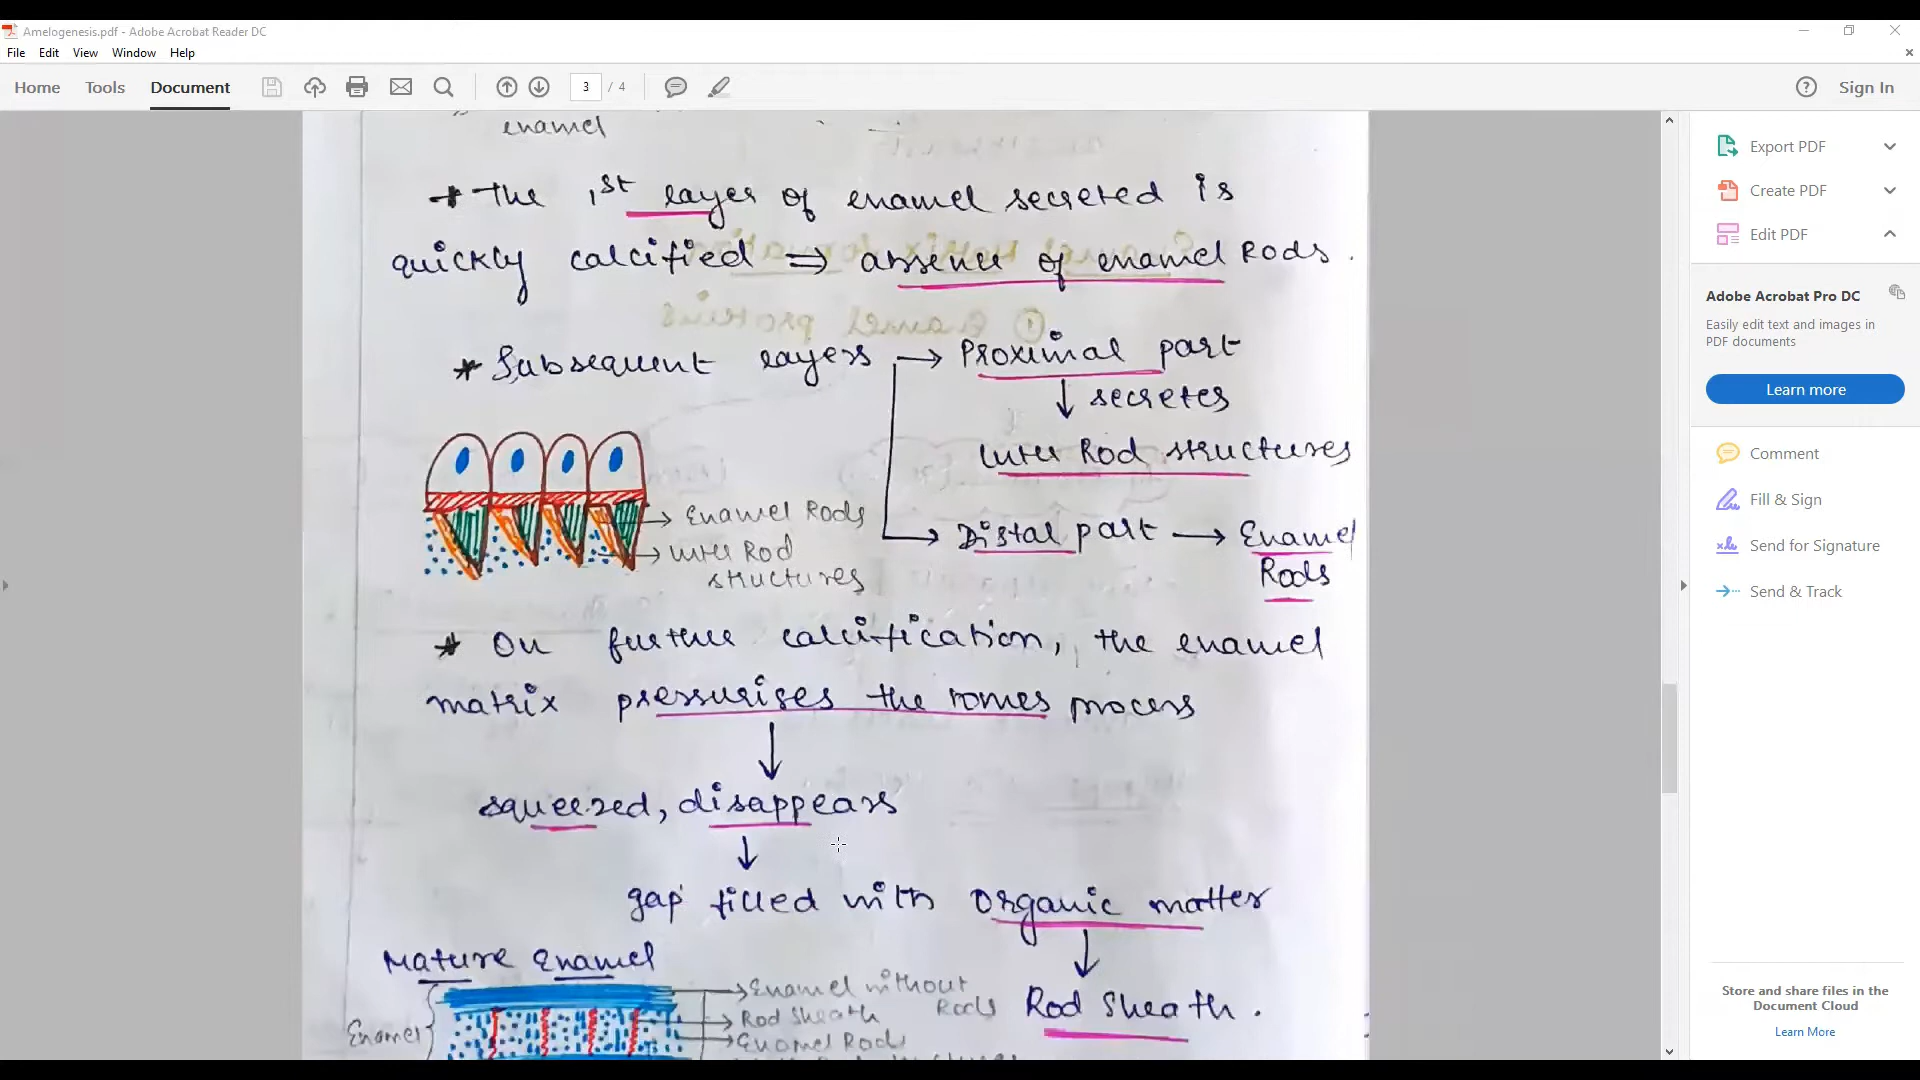 Amelogenesis.pdf - Adobe Acrobat Reader DC
File Edit View Window Help
Home Tools Document 3 / 4 Sign In
enamel
* The 1st layer of enamel secreted is
quickly calcified ⇒ absence of enamel Rods.
① Enamel proteins
* Subsequent layers → Proximal part
↓ secretes
Inter Rod structures
→ Enamel Rods
→ Inter Rod
structures
→ Distal part → Enamel
Rods
* On further calcification, the enamel
matrix pressurises the tomes process
↓
squeezed, disappears
↓
gap filled with organic matter
↓
Rod Sheath.
Mature Enamel
Enamel
→ Enamel without
Rods
→ Rod Sheath
→ Enamel Rods
Export PDF
Create PDF
Edit PDF
Adobe Acrobat Pro DC
Easily edit text and images in
PDF documents
Learn more
Comment
Fill & Sign
Send for Signature
Send & Track
Store and share files in the
Document Cloud
Learn More